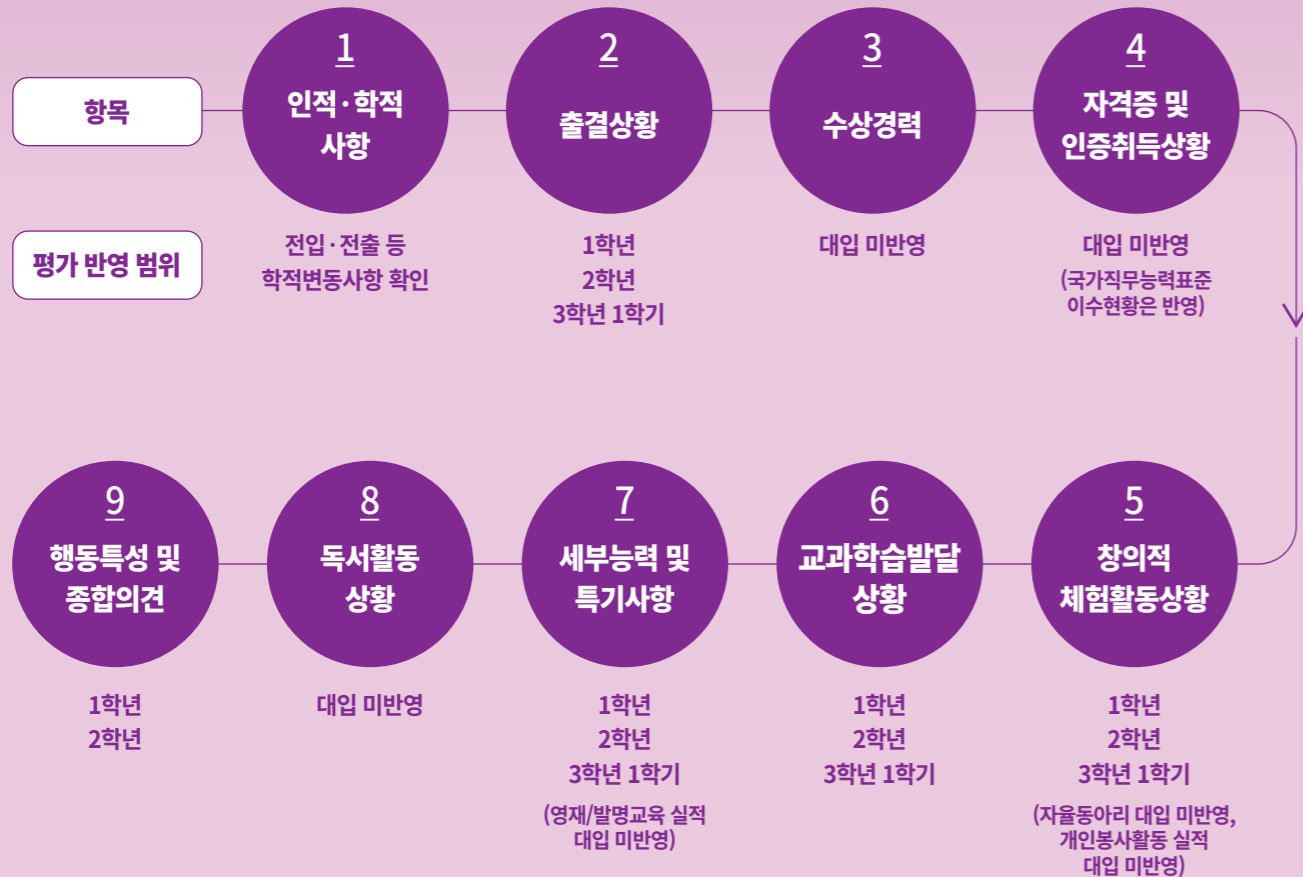 항목
1
인적·학적
사항
2
출결상황
3
수상경력
4
자격증 및
인증취득상황
평가 반영 범위
전입·전출 등
학적변동사항 확인
1학년
2학년
3학년 1학기
대입 미반영
대입 미반영
(국가직무능력표준
이수현황은 반영)
5
창의적
체험활동상황
1학년
2학년
3학년 1학기
(자율동아리 대입 미반영,
개인봉사활동 실적
대입 미반영)
6
교과학습발달
상황
1학년
2학년
3학년 1학기
7
세부능력 및
특기사항
1학년
2학년
3학년 1학기
(영재/발명교육 실적
대입 미반영)
8
독서활동
상황
대입 미반영
9
행동특성 및
종합의견
1학년
2학년